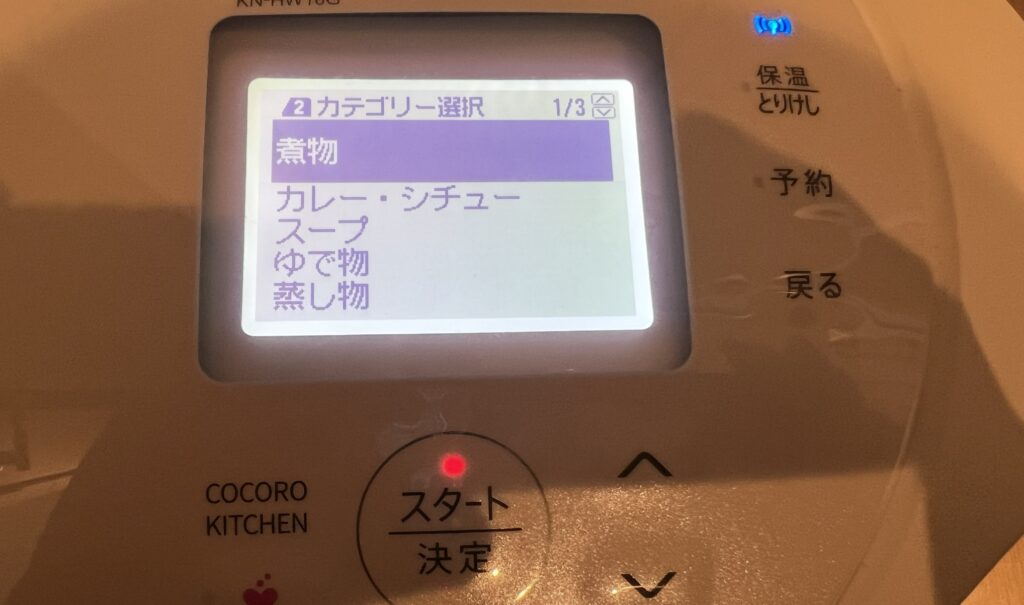 KN-HW16G
2 カテゴリー選択 1/3
煮物
カレー・シチュー
スープ
ゆで物
蒸し物
保温
とりけし
予約
戻る
COCORO
KITCHEN
スタート
決定